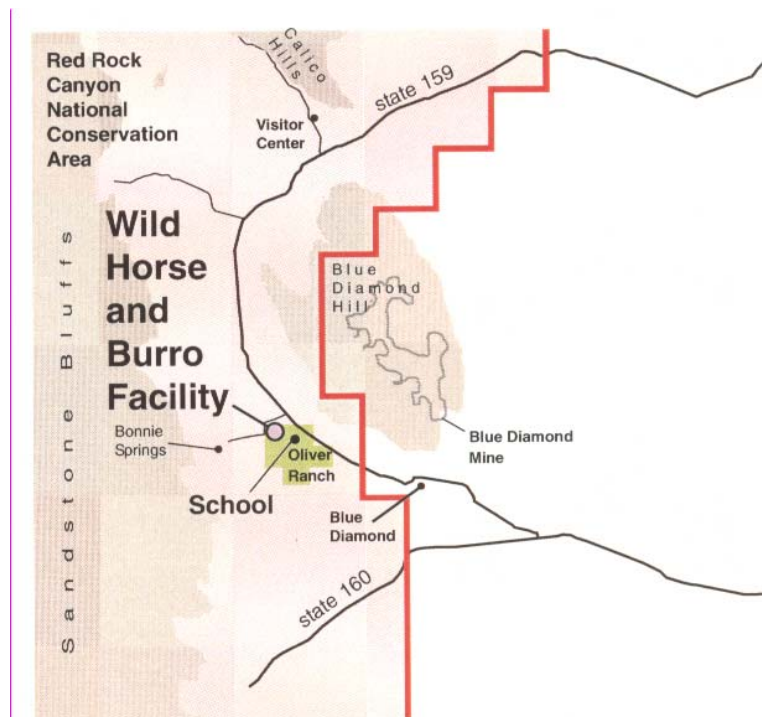 Red Rock
Canyon
National
Conservation
Area
Calico
Hills
state 159
Visitor
Center
Wild
Horse
and
Burro
Facility
Sandstone Bluffs
Blue
Diamond
Hill
Bonnie
Springs
Oliver
Ranch
School
Blue Diamond
Mine
Blue
Diamond
state 160